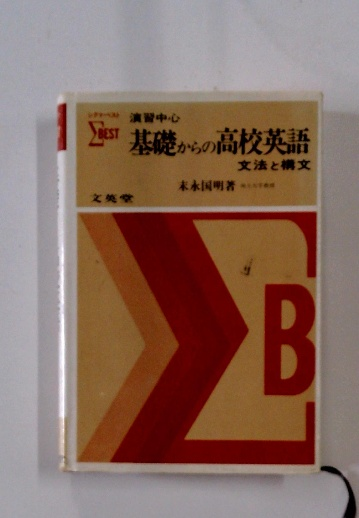 シグマベスト
ΣBEST
演習中心
基礎からの高校英語
文法と構文
末永国明著
文英堂
ΣB